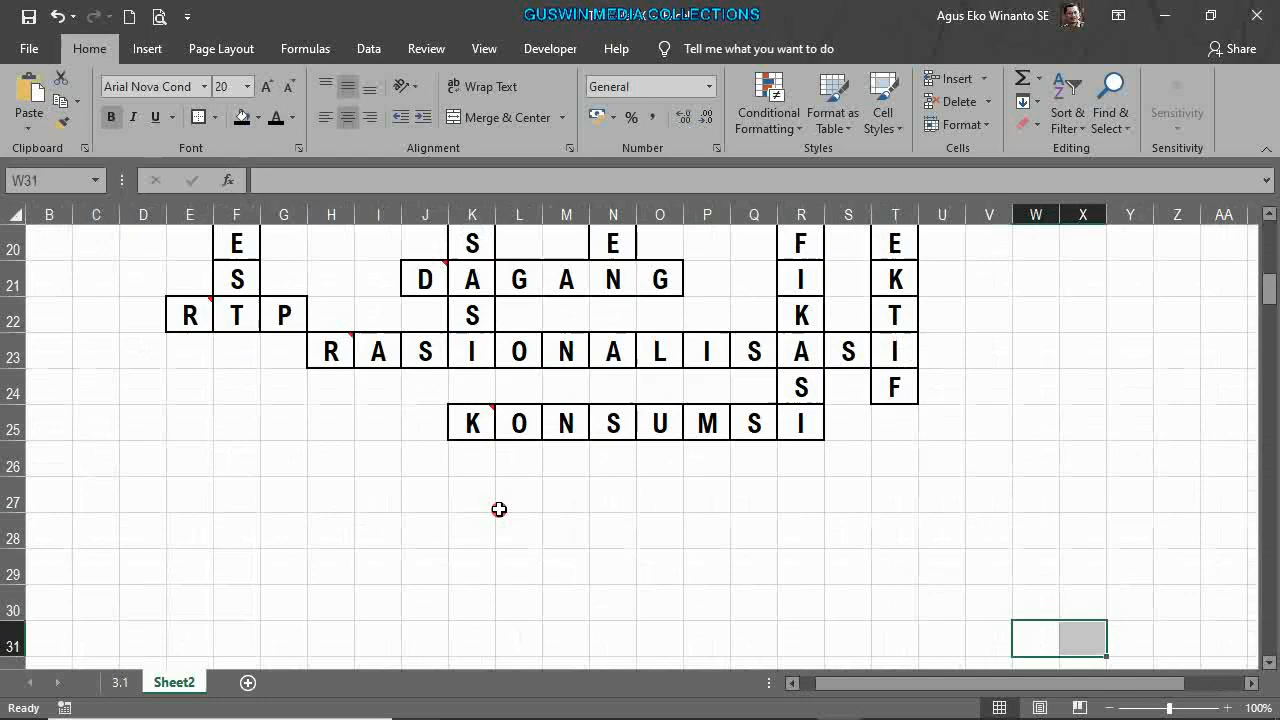 GUSWIN MEDIA COLLECTIONS
Agus Eko Winanto SE
File Home Insert Page Layout Formulas Data Review View Developer Help Tell me what you want to do Share
Paste Arial Nova Cond 20 A A Wrap Text General Conditional Formatting Format as Table Cell Styles Insert Σ Sort & Filter Find & Select Sensitivity
B I U A Merge & Center % , Delete
Format
Clipboard Font Alignment Number Styles Cells Editing Sensitivity
W31 fx
B C D E F G H I J K L M N O P Q R S T U V W X Y Z AA
20 E S E F E
21 S D A G A N G I K
22 R T P S K T
23 R A S I O N A L I S A S I
24 S F
25 K O N S U M S I
26
27
28
29
30
31
3.1 Sheet2
Ready 100%